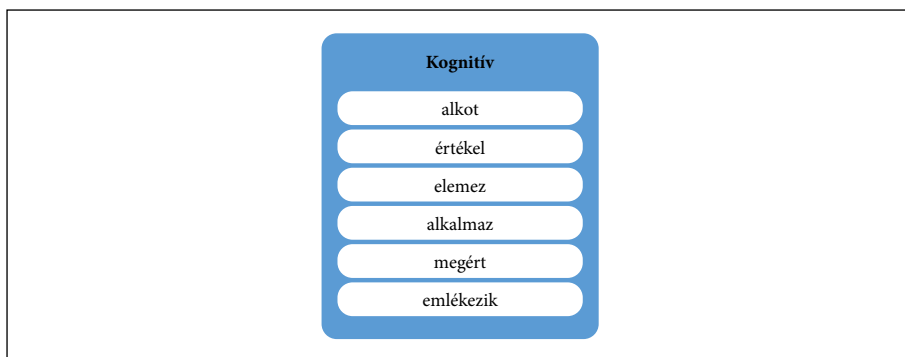 Kognitív
alkot
értékel
elemez
alkalmaz
megért
emlékezik